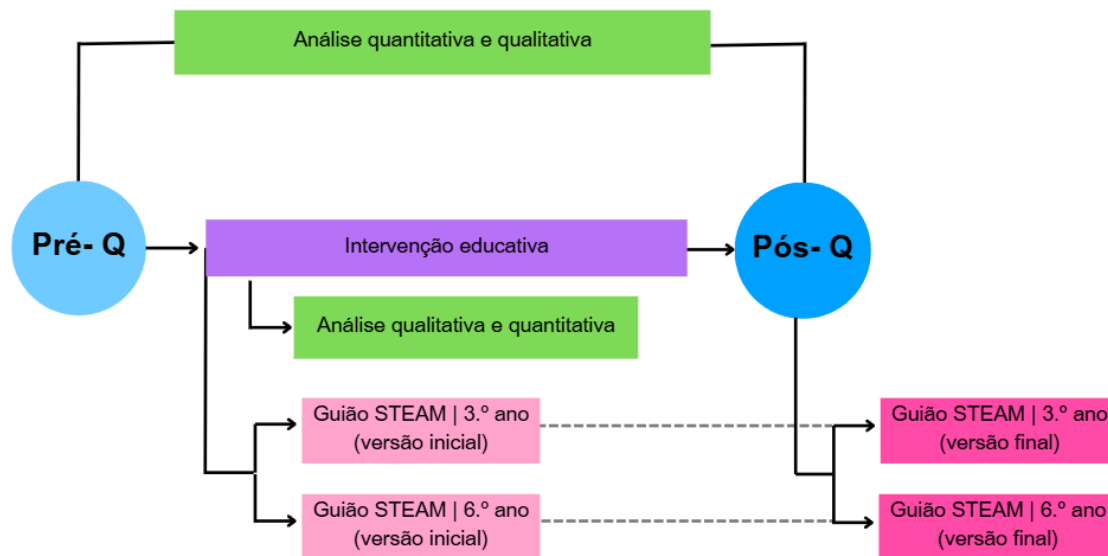 Análise quantitativa e qualitativa
Pré- Q
Intervenção educativa
Pós- Q
Análise qualitativa e quantitativa
Guião STEAM | 3.º ano
(versão inicial)
Guião STEAM | 3.º ano
(versão final)
Guião STEAM | 6.º ano
(versão inicial)
Guião STEAM | 6.º ano
(versão final)